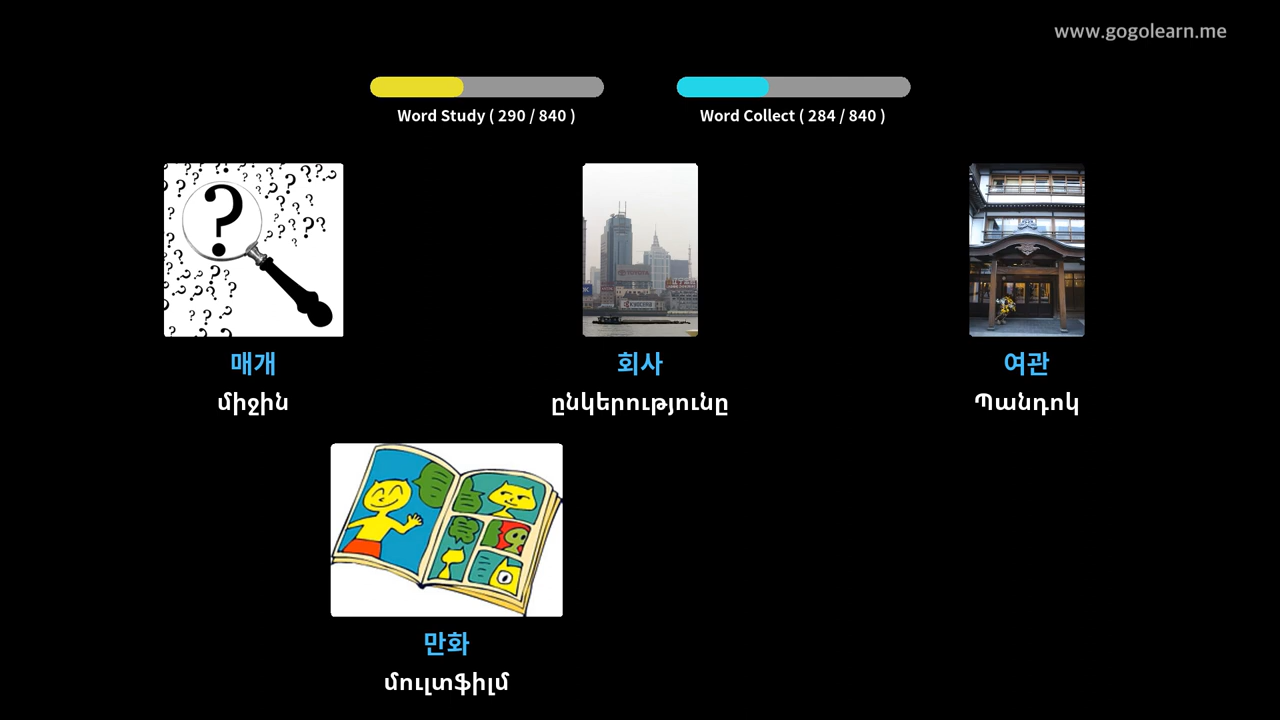 www.gogolearn.me
Word Study ( 290 / 840 )
Word Collect ( 284 / 840 )
매개
միջին
회사
TOYOTA
ընկերությունը
여관
Պանդոկ
만화
մուլտֆիլմ